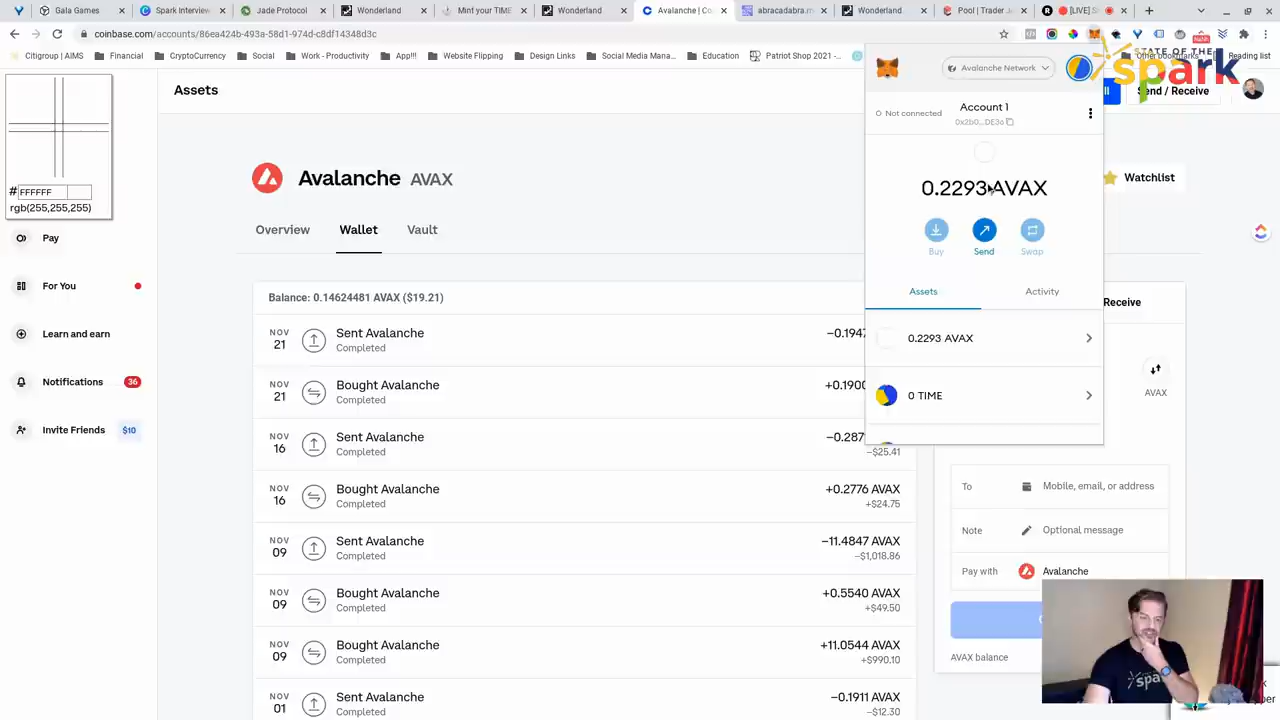 Gala Games
Spark Interview
Jade Protocol
Wonderland
Mint your TIME
Wonderland
Avalanche | Co
abracadabra.m
Wonderland
Pool | Trader J
[LIVE] S
coinbase.com/accounts/86ea424b-493a-58d1-974d-c8df14348d3c
Citigroup | AIMS
Financial
CryptoCurrency
Social
Work - Productivity
App!!
Website Flipping
Design Links
Social Media Mana...
Business
Education
Patriot Shop 2021 -...
Other bookmarks
Reading list
STATE OF THE
spark
Assets
Send / Receive
# FFFFFF
rgb(255,255,255)
Pay
For You
Learn and earn
Notifications 36
Invite Friends $10
Avalanche AVAX
Watchlist
Overview
Wallet
Vault
Balance: 0.14624481 AVAX ($19.21)
NOV 21
Sent Avalanche
Completed
−0.1947
NOV 21
Bought Avalanche
Completed
+0.1900
NOV 16
Sent Avalanche
Completed
−0.287
−$25.41
NOV 16
Bought Avalanche
Completed
+0.2776 AVAX
+$24.75
NOV 09
Sent Avalanche
Completed
−11.4847 AVAX
−$1,018.86
NOV 09
Bought Avalanche
Completed
+0.5540 AVAX
+$49.50
NOV 09
Bought Avalanche
Completed
+11.0544 AVAX
+$990.10
NOV 01
Sent Avalanche
Completed
−0.1911 AVAX
−$12.30
Avalanche Network
Not connected
Account 1
0x2b0...DE36
0.2293 AVAX
Buy
Send
Swap
Assets
Activity
0.2293 AVAX
0 TIME
Receive
AVAX
To
Mobile, email, or address
Note
Optional message
Pay with
Avalanche
AVAX balance
spark